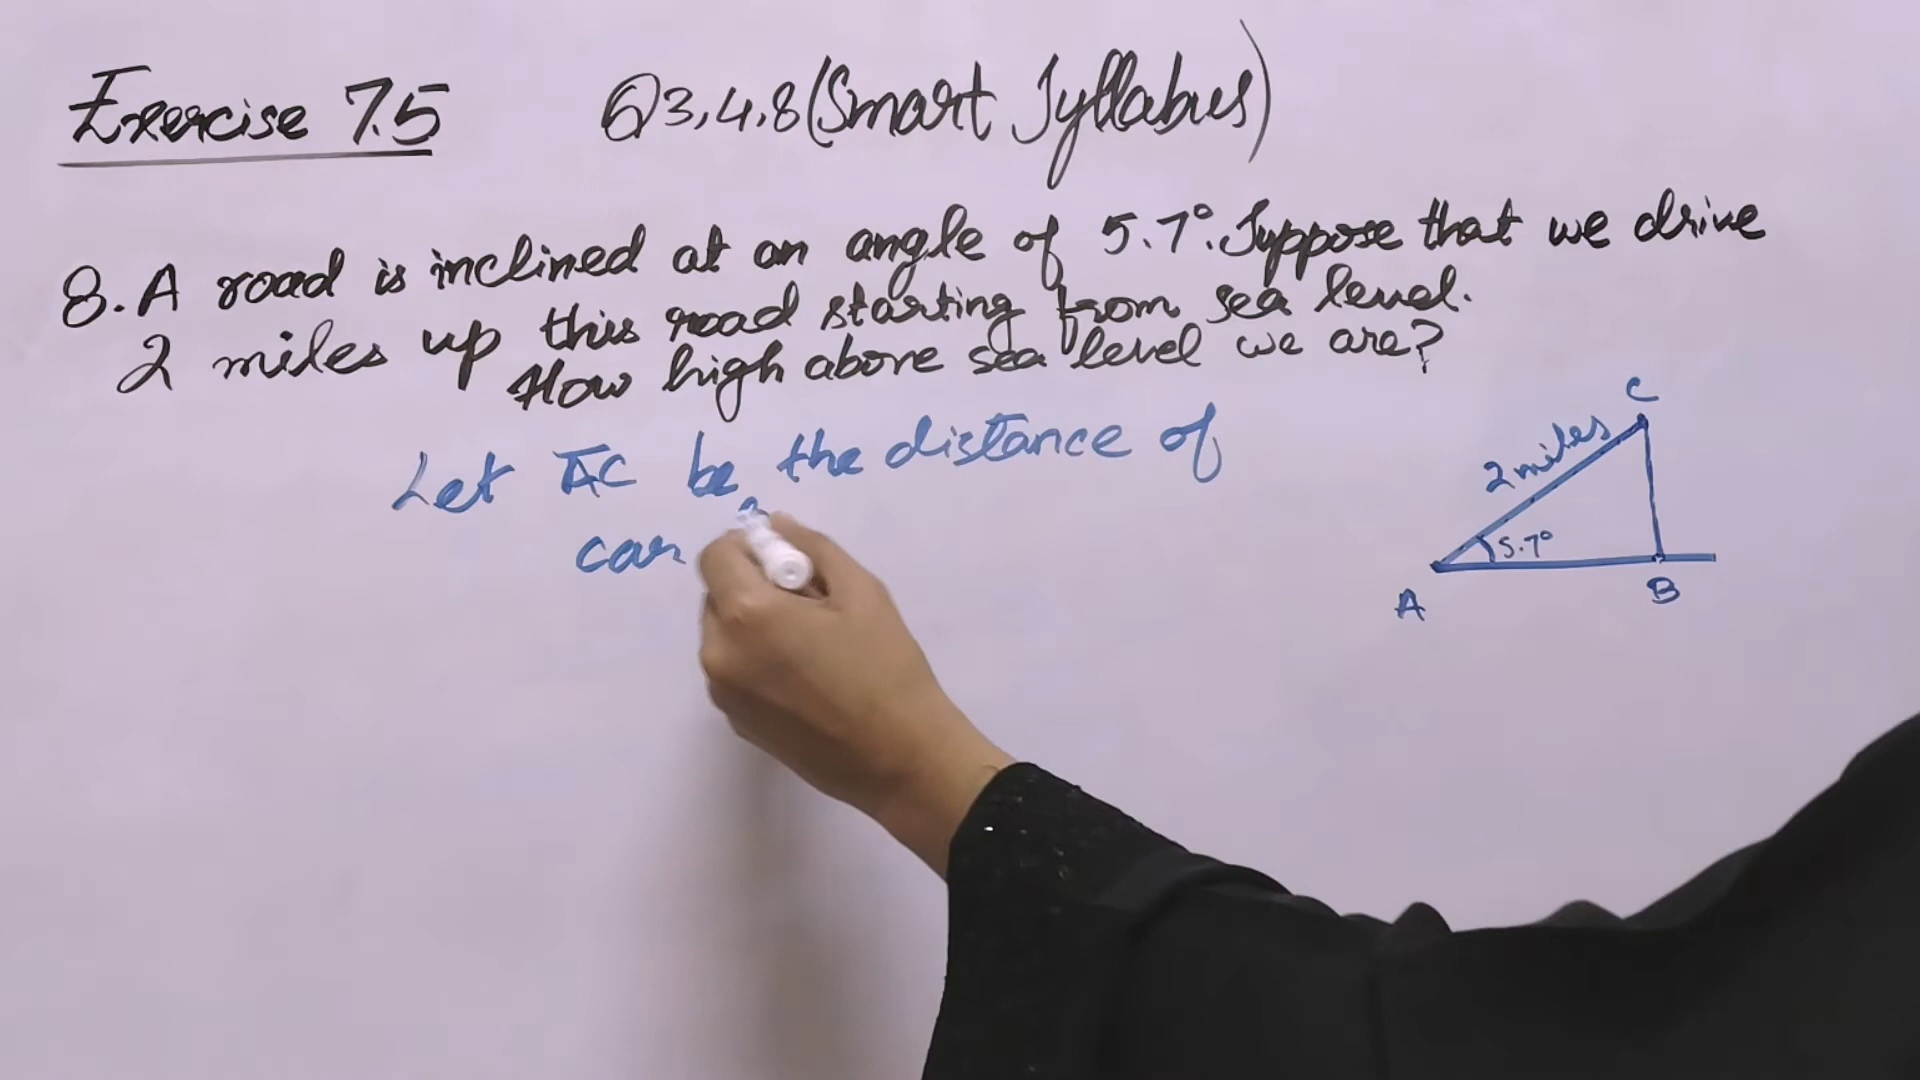 Exercise 7.5 Q3,4,8(Smart Syllabus)
8. A road is inclined at an angle of 5.7°. Suppose that we drive
2 miles up this road starting from sea level.
How high above sea level we are?
Let AC be the distance of
car
C
2 miles
5.7°
A B